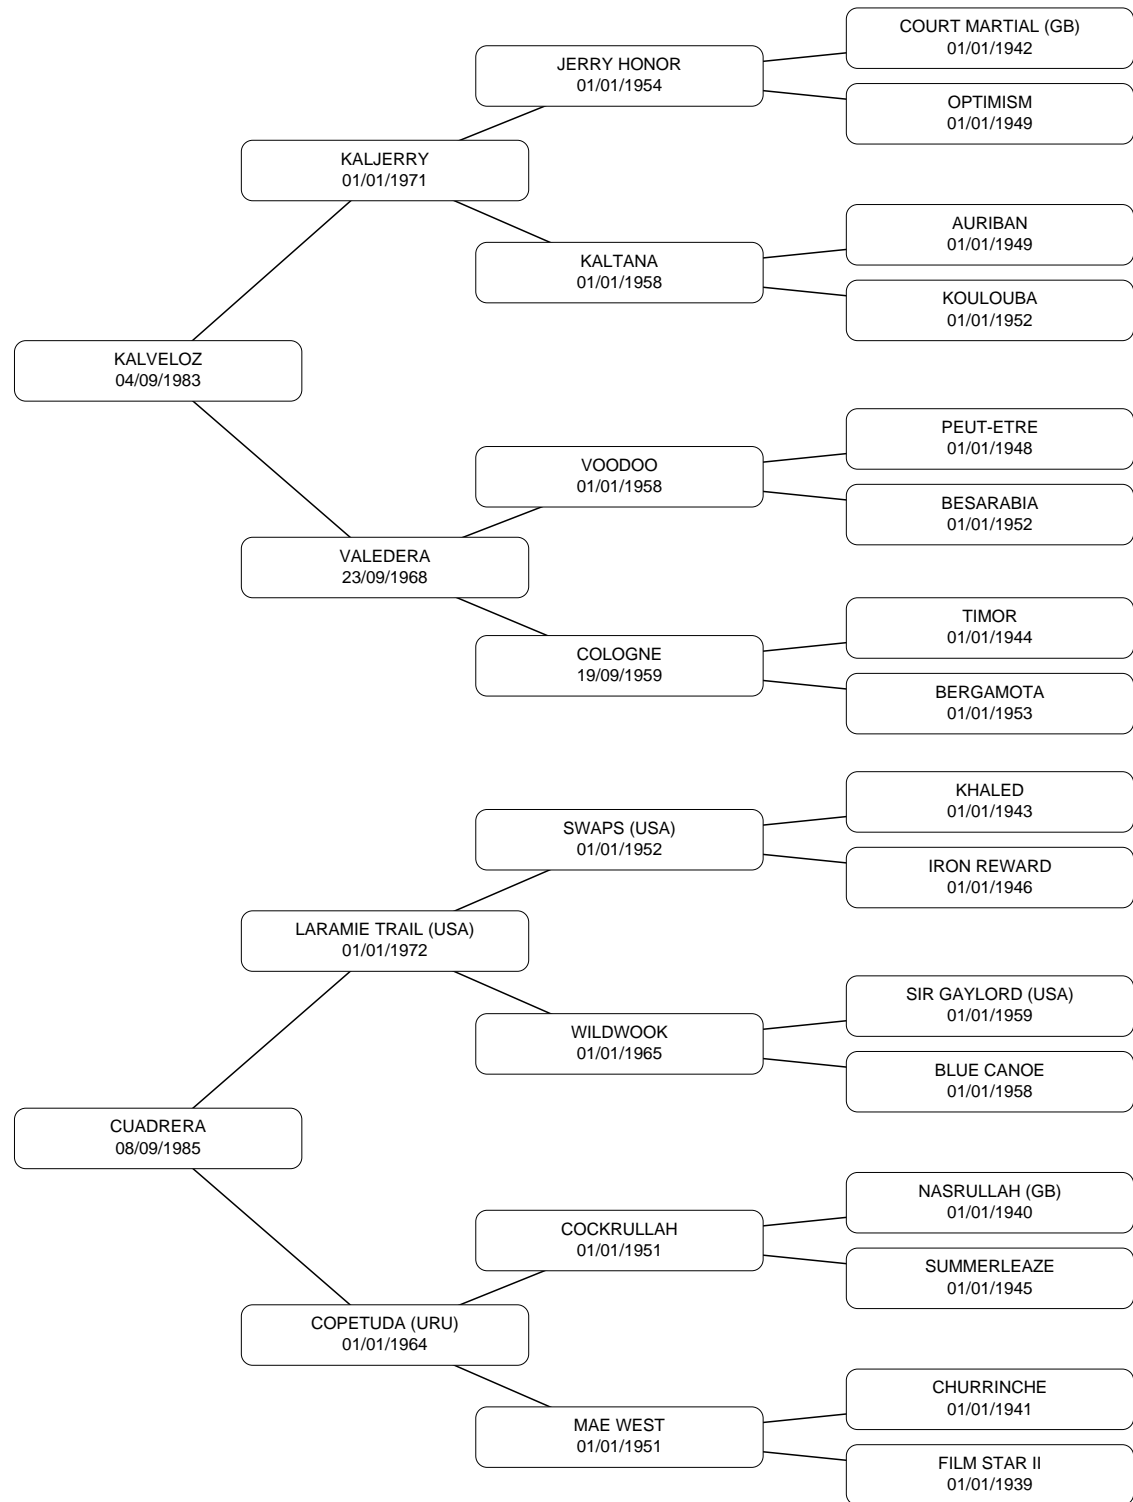 COURT MARTIAL (GB)
01/01/1942
JERRY HONOR
01/01/1954
OPTIMISM
01/01/1949
KALJERRY
01/01/1971
AURIBAN
01/01/1949
KALTANA
01/01/1958
KOULOUBA
01/01/1952
KALVELOZ
04/09/1983
PEUT-ETRE
01/01/1948
VOODOO
01/01/1958
BESARABIA
01/01/1952
VALEDERA
23/09/1968
TIMOR
01/01/1944
COLOGNE
19/09/1959
BERGAMOTA
01/01/1953
KHALED
01/01/1943
SWAPS (USA)
01/01/1952
IRON REWARD
01/01/1946
LARAMIE TRAIL (USA)
01/01/1972
SIR GAYLORD (USA)
01/01/1959
WILDWOOK
01/01/1965
BLUE CANOE
01/01/1958
CUADRERA
08/09/1985
NASRULLAH (GB)
01/01/1940
COCKRULLAH
01/01/1951
SUMMERLEAZE
01/01/1945
COPETUDA (URU)
01/01/1964
CHURRINCHE
01/01/1941
MAE WEST
01/01/1951
FILM STAR II
01/01/1939